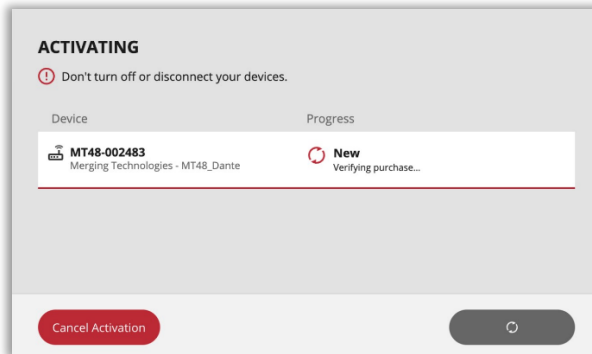 ACTIVATING
Don't turn off or disconnect your devices.
Device Progress
MT48-002483 New
Merging Technologies - MT48_Dante Verifying purchase...
Cancel Activation